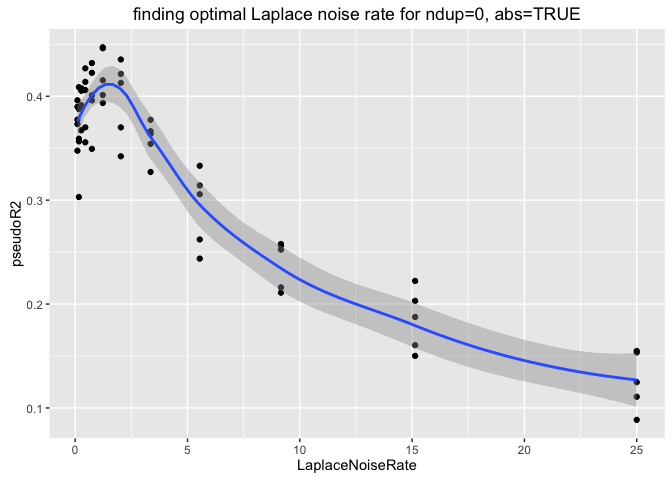 finding optimal Laplace noise rate for ndup=0, abs=TRUE
pseudoR2
0.4
0.3
0.2
0.1
0 5 10 15 20 25
LaplaceNoiseRate